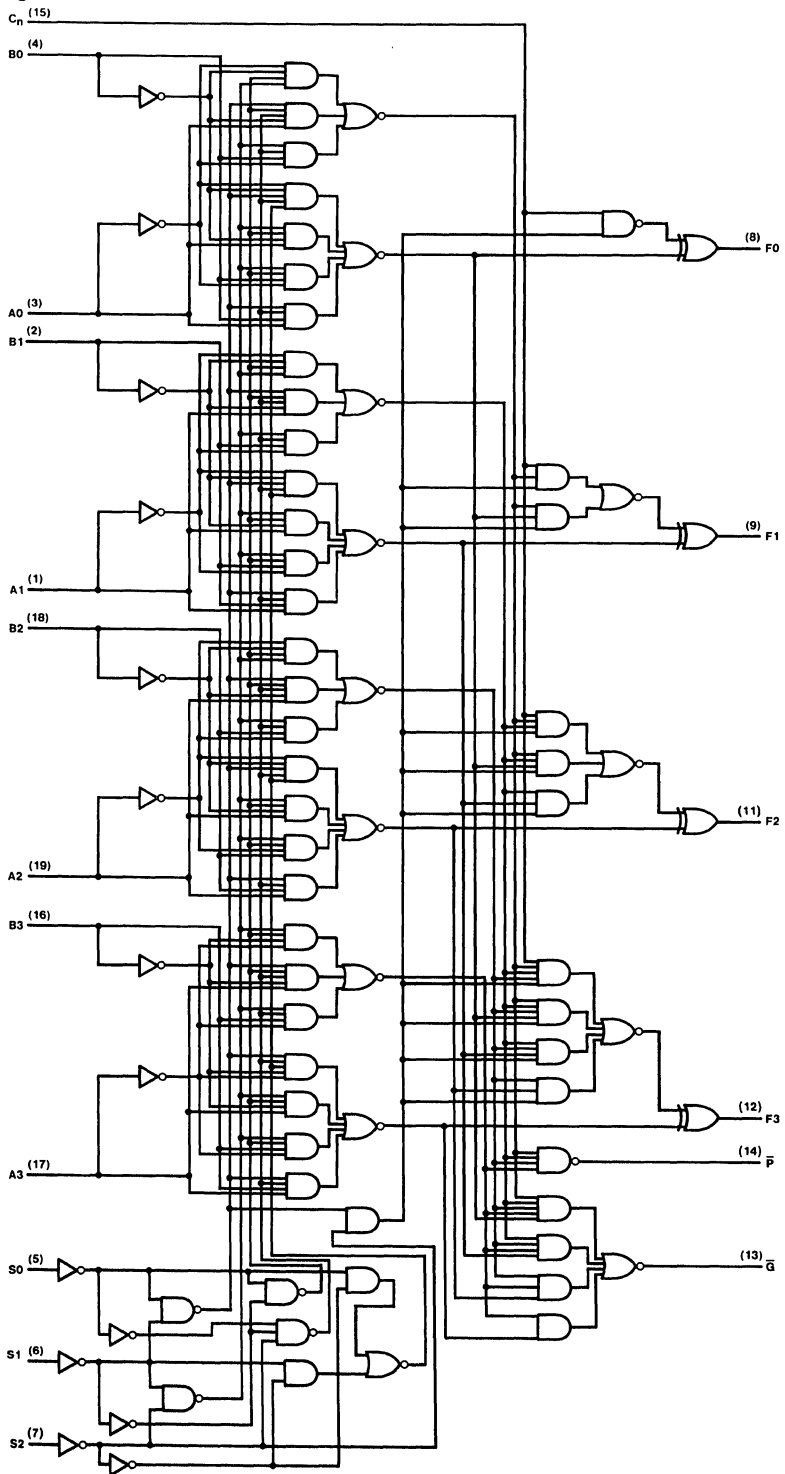 Cn (15)
B0 (4)
(8) F0
A0 (3)
B1 (2)
(9) F1
A1 (1)
B2 (18)
(11) F2
A2 (19)
B3 (16)
(12) F3
(14) P̅
A3 (17)
(13) G̅
S0 (5)
S1 (6)
S2 (7)